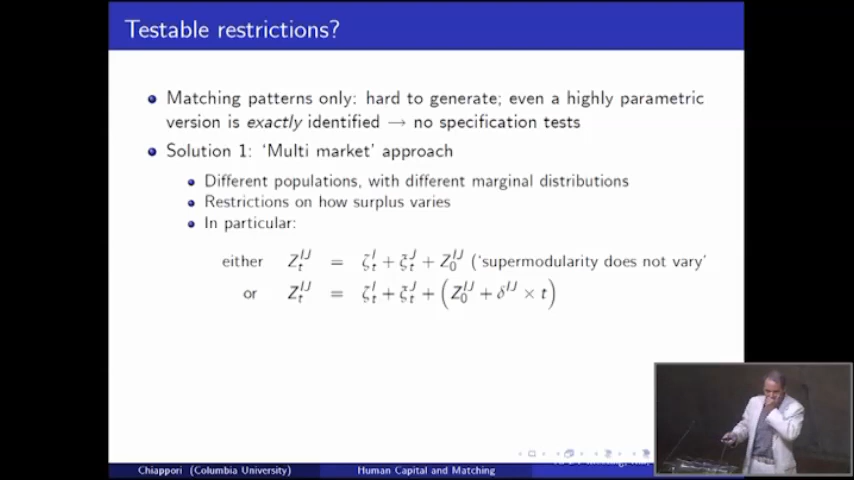 Testable restrictions?
Matching patterns only: hard to generate; even a highly parametric
version is exactly identified → no specification tests
Solution 1: 'Multi market' approach
Different populations, with different marginal distributions
Restrictions on how surplus varies
In particular:
either Z_t^{IJ} = ζ_t^I + ξ_t^J + Z_0^{IJ} ('supermodularity does not vary'
or Z_t^{IJ} = ζ_t^I + ξ_t^J + (Z_0^{IJ} + δ^{IJ} × t)
Chiappori (Columbia University) Human Capital and Matching